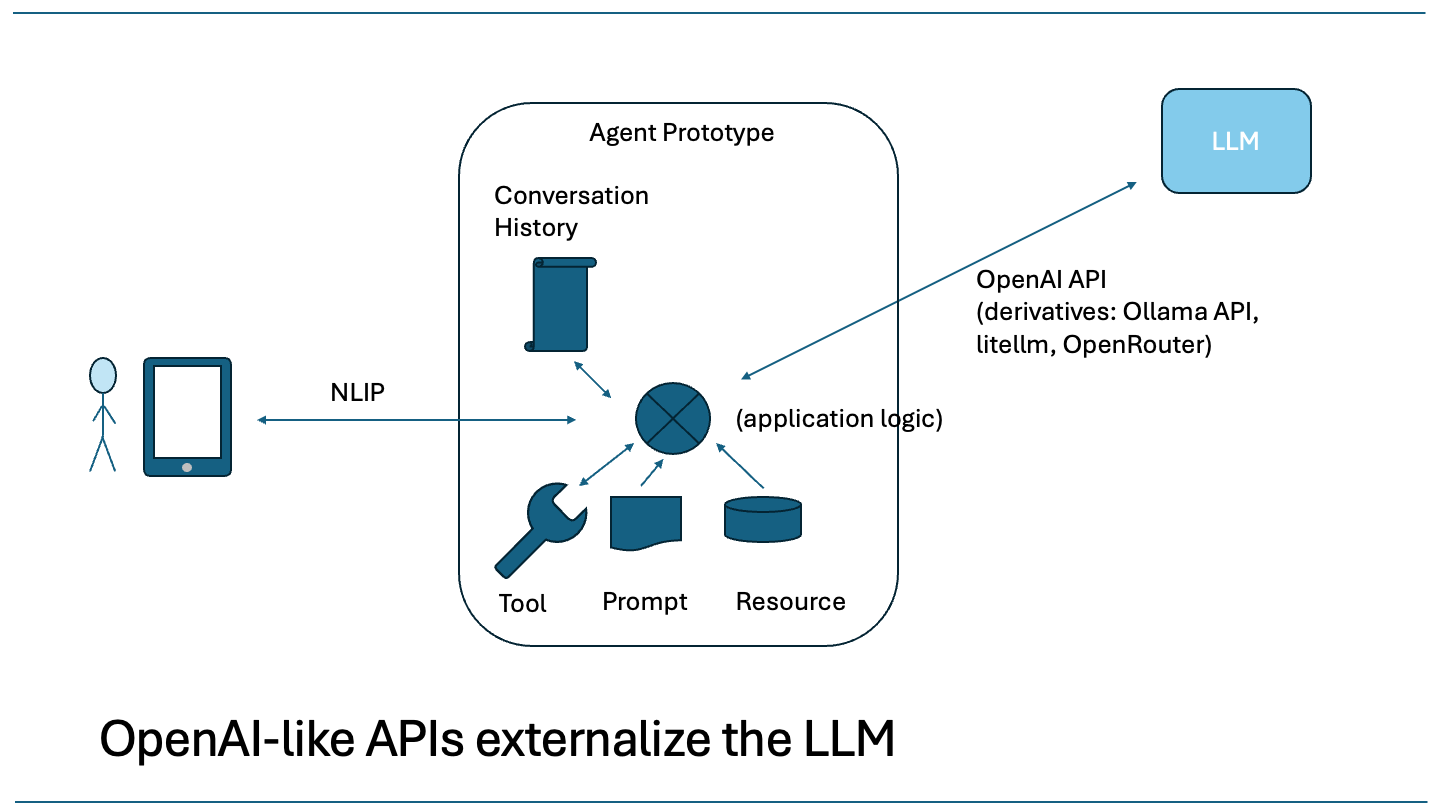 Agent Prototype
LLM
Conversation
History
OpenAI API
(derivatives: Ollama API,
litellm, OpenRouter)
NLIP
(application logic)
Tool
Prompt
Resource
OpenAI-like APIs externalize the LLM